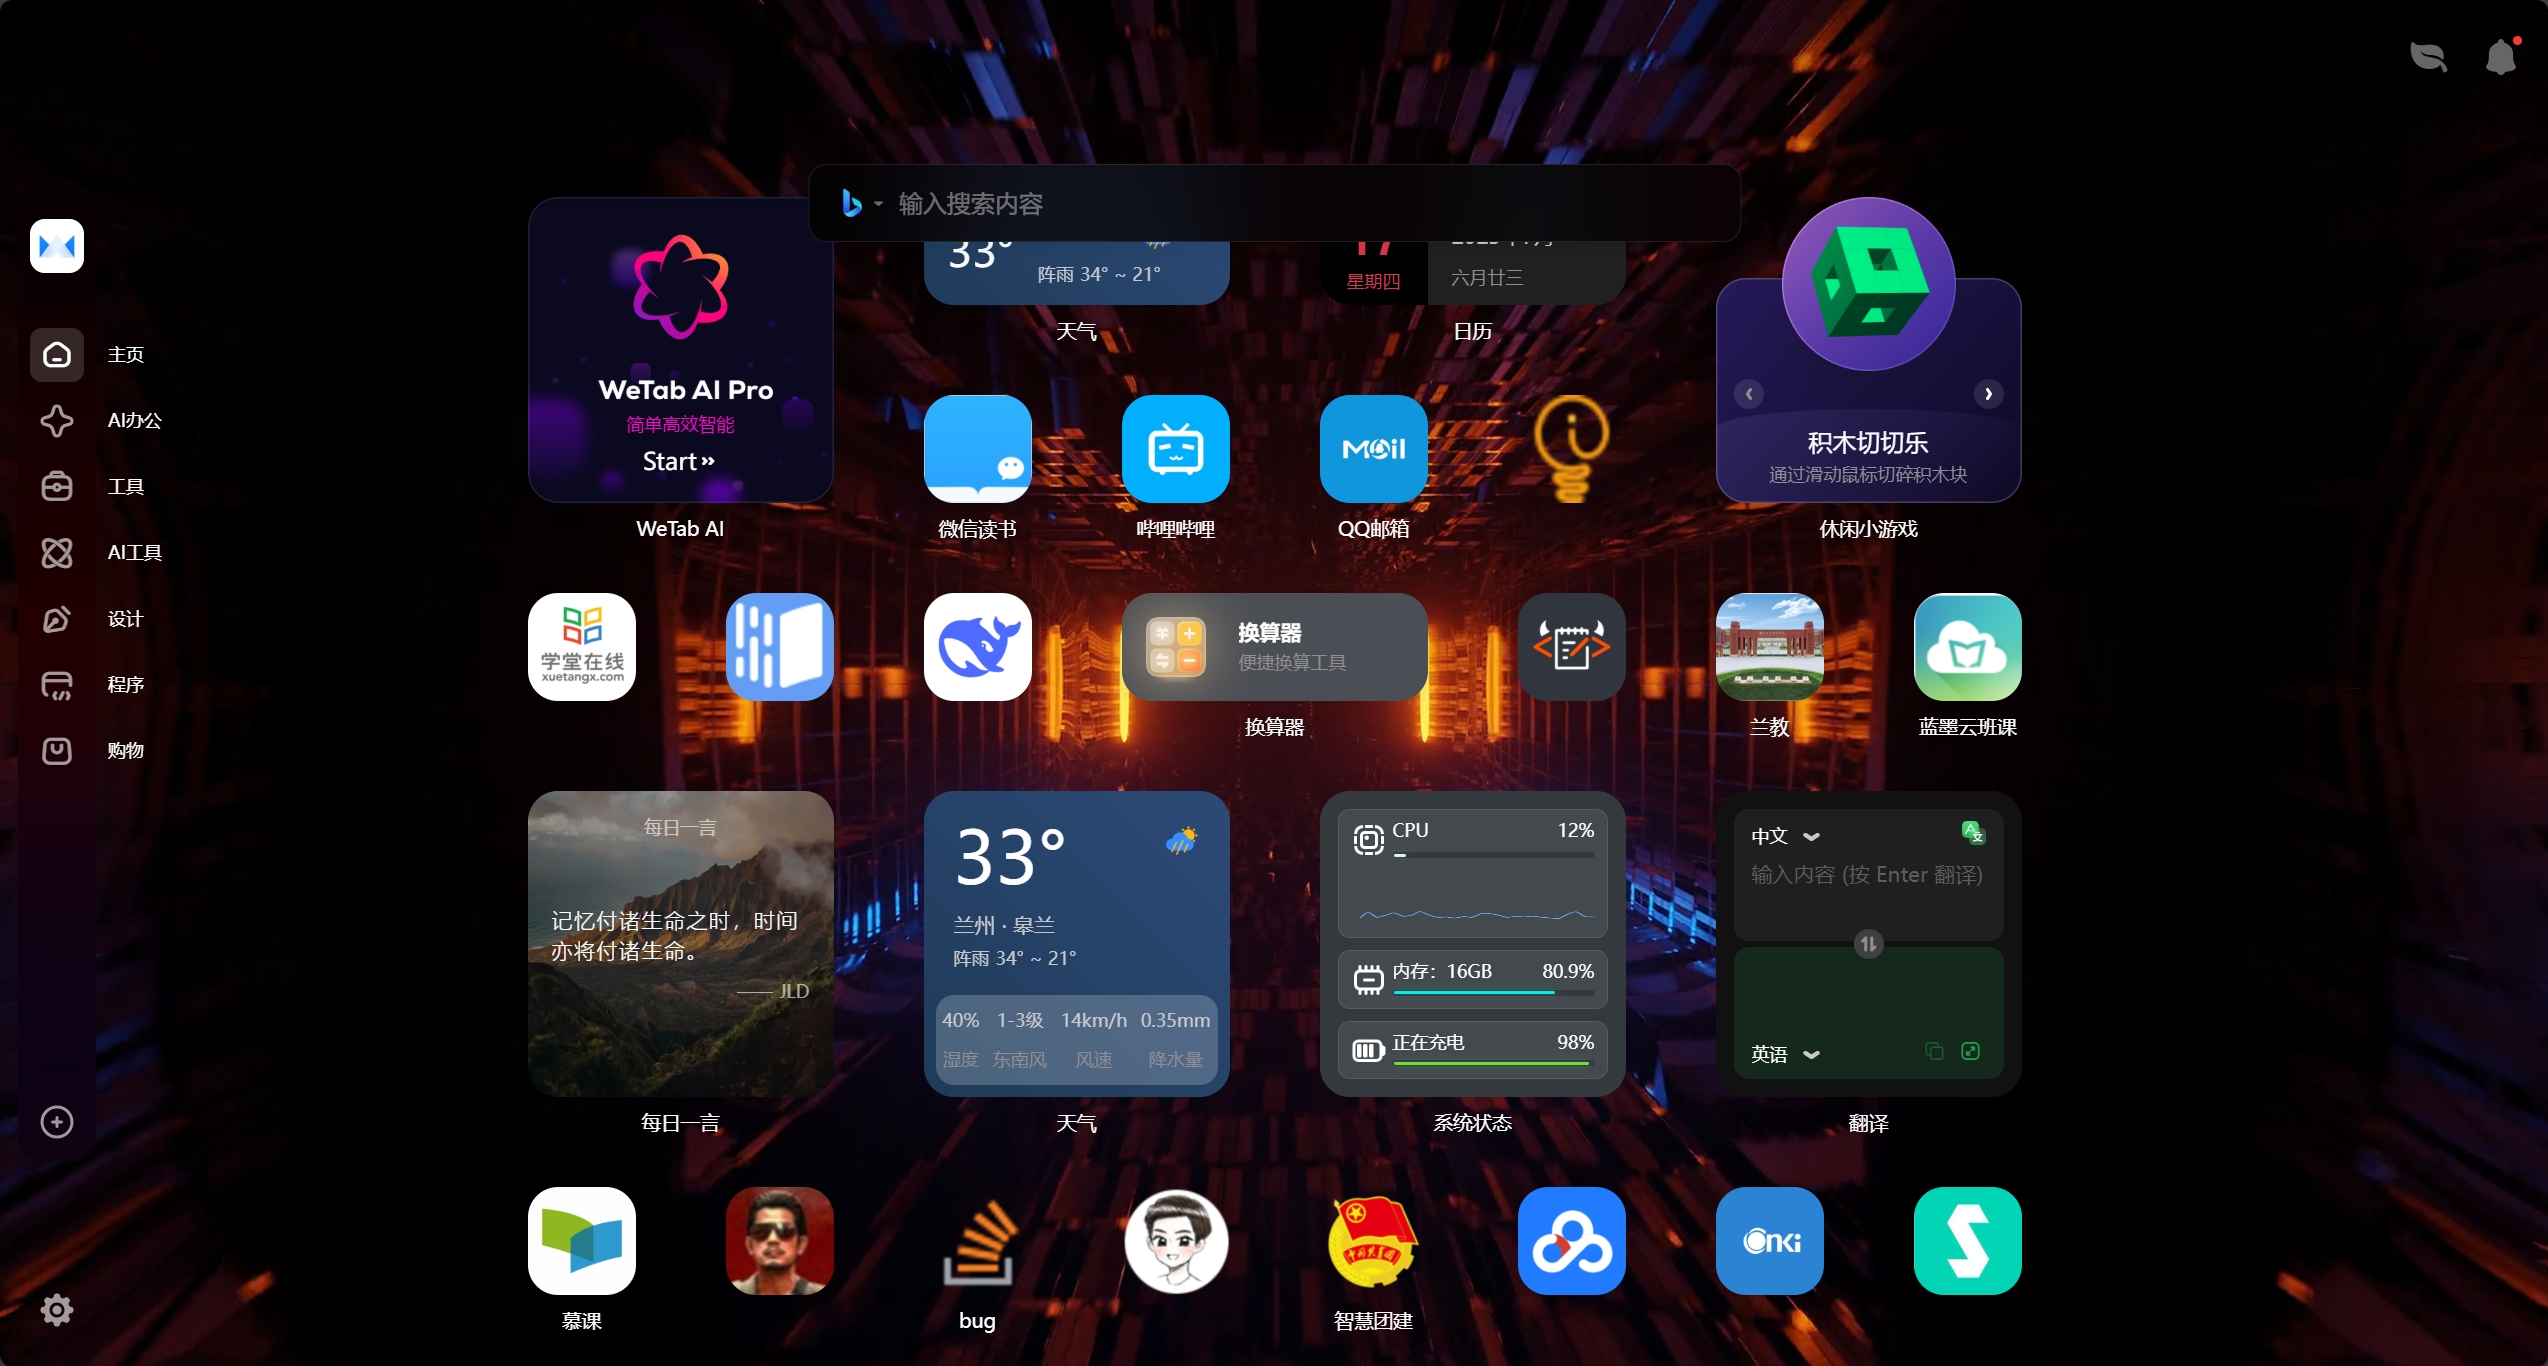 输入搜索内容
主页
AI办公
工具
AI工具
设计
程序
购物
WeTab AI Pro
简单高效智能
Start
WeTab AI
33°
阵雨 34° ~ 21°
天气
17
星期四
六月廿三
日历
积木切切乐
通过滑动鼠标切碎积木块
休闲小游戏
微信读书
哔哩哔哩
Mail
QQ邮箱
学堂在线
xuetangx.com
换算器
便捷换算工具
换算器
兰教
蓝墨云班课
每日一言
记忆付诸生命之时，时间
亦将付诸生命。
—— JLD
每日一言
33°
兰州 · 皋兰
阵雨 34° ~ 21°
40% 1-3级 14km/h 0.35mm
湿度 东南风 风速 降水量
天气
CPU 12%
内存：16GB 80.9%
正在充电 98%
系统状态
中文
输入内容 (按 Enter 翻译)
英语
翻译
慕课
bug
中国共青团
智慧团建
cnki